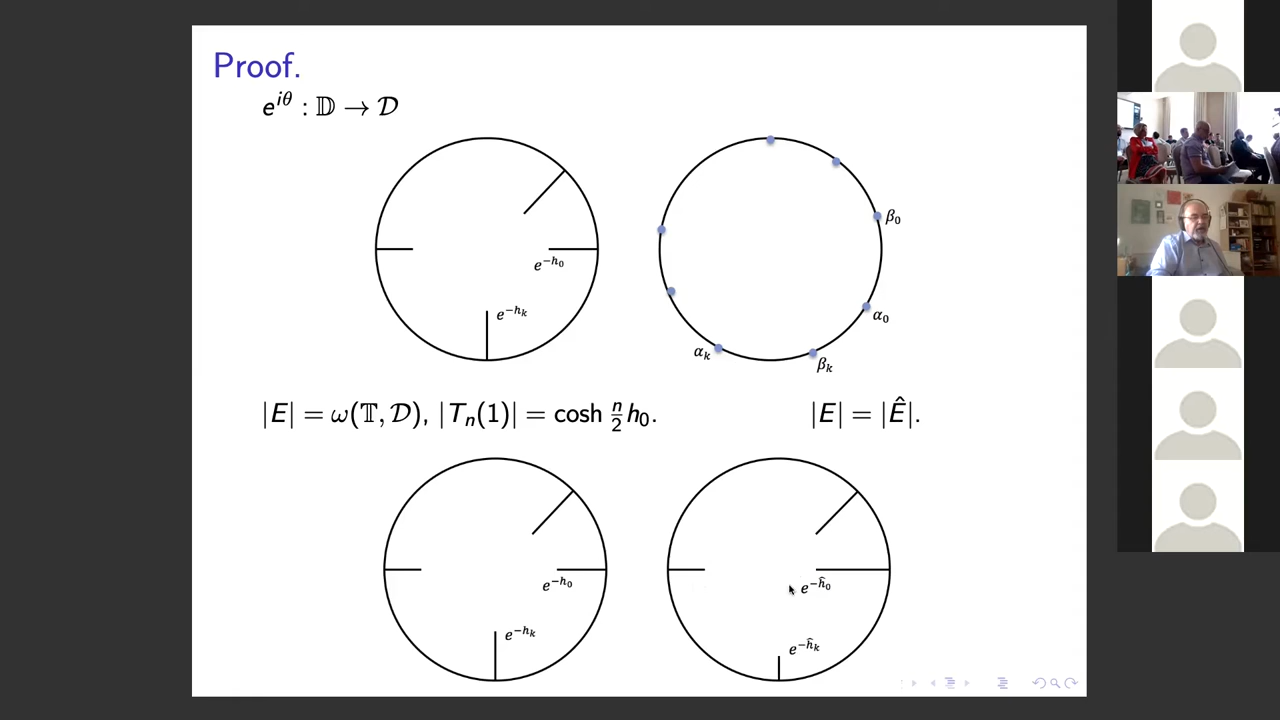 Proof.
e^{iθ} : 𝔻 → 𝒟
e^{-h_0}
e^{-h_k}
β_0
α_0
α_k
β_k
|E| = ω(𝕋, 𝒟), |T_n(1)| = cosh \frac{n}{2} h_0. |E| = |Ê|.
e^{-h_0}
e^{-h_k}
e^{-ĥ_0}
e^{-ĥ_k}